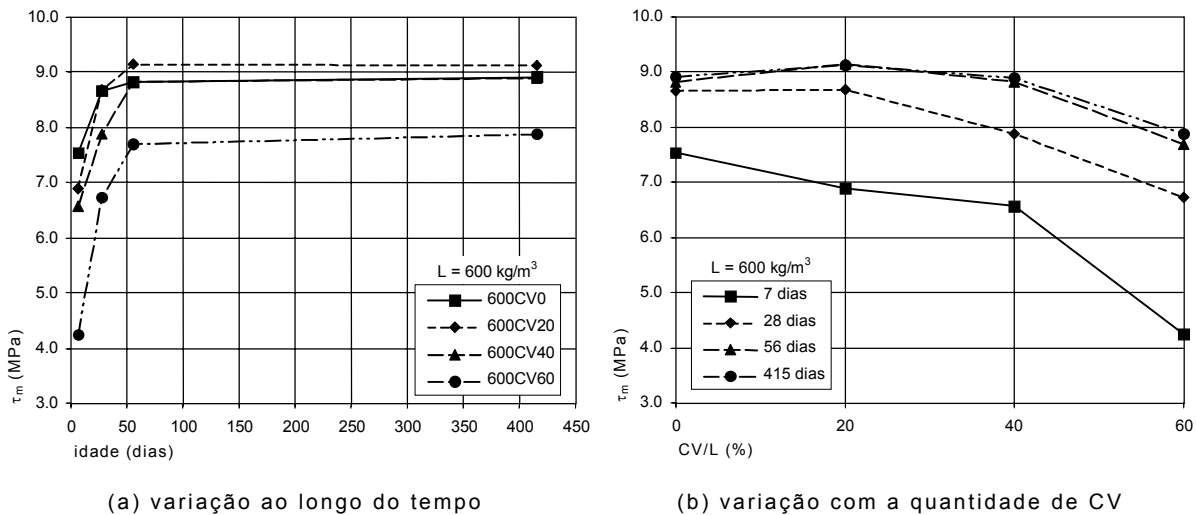 10.0
9.0
8.0
7.0
6.0
5.0
4.0
3.0
τm (MPa)
0 50 100 150 200 250 300 350 400 450
idade (dias)
L = 600 kg/m³
600CV0
600CV20
600CV40
600CV60
(a) variação ao longo do tempo
10.0
9.0
8.0
7.0
6.0
5.0
4.0
3.0
τm (MPa)
0 20 40 60
CV/L (%)
L = 600 kg/m³
7 dias
28 dias
56 dias
415 dias
(b) variação com a quantidade de CV